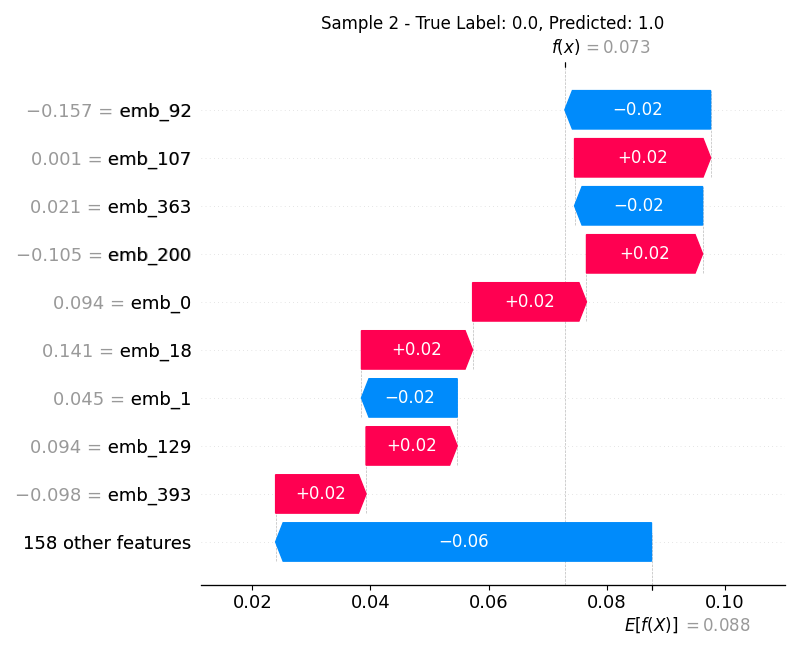 Sample 2 - True Label: 0.0, Predicted: 1.0
f(x) = 0.073
−0.157 = emb_92 −0.02
0.001 = emb_107 +0.02
0.021 = emb_363 −0.02
−0.105 = emb_200 +0.02
0.094 = emb_0 +0.02
0.141 = emb_18 +0.02
0.045 = emb_1 −0.02
0.094 = emb_129 +0.02
−0.098 = emb_393 +0.02
158 other features −0.06
0.02 0.04 0.06 0.08 0.10
E[f(X)] = 0.088